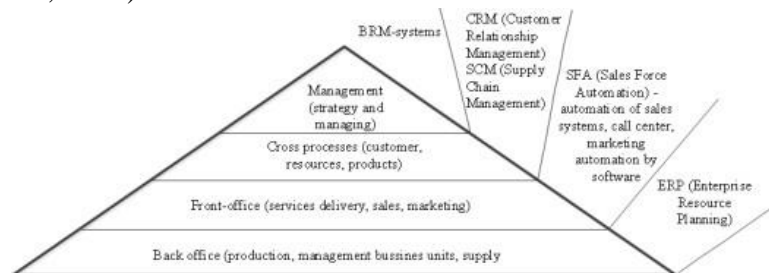 BRM-systems
CRM (Customer
Relationship
Management)
SCM (Supply
Chain
Management)
SFA (Sales Force
Automation) -
automation of sales
systems, call center,
marketing
automation by
software
ERP (Enterprise
Resource
Planning)
Management
(strategy and
managing)
Cross processes (customer,
resources, products)
Front-office (services delivery, sales, marketing)
Back office (production, management bussines units, supply